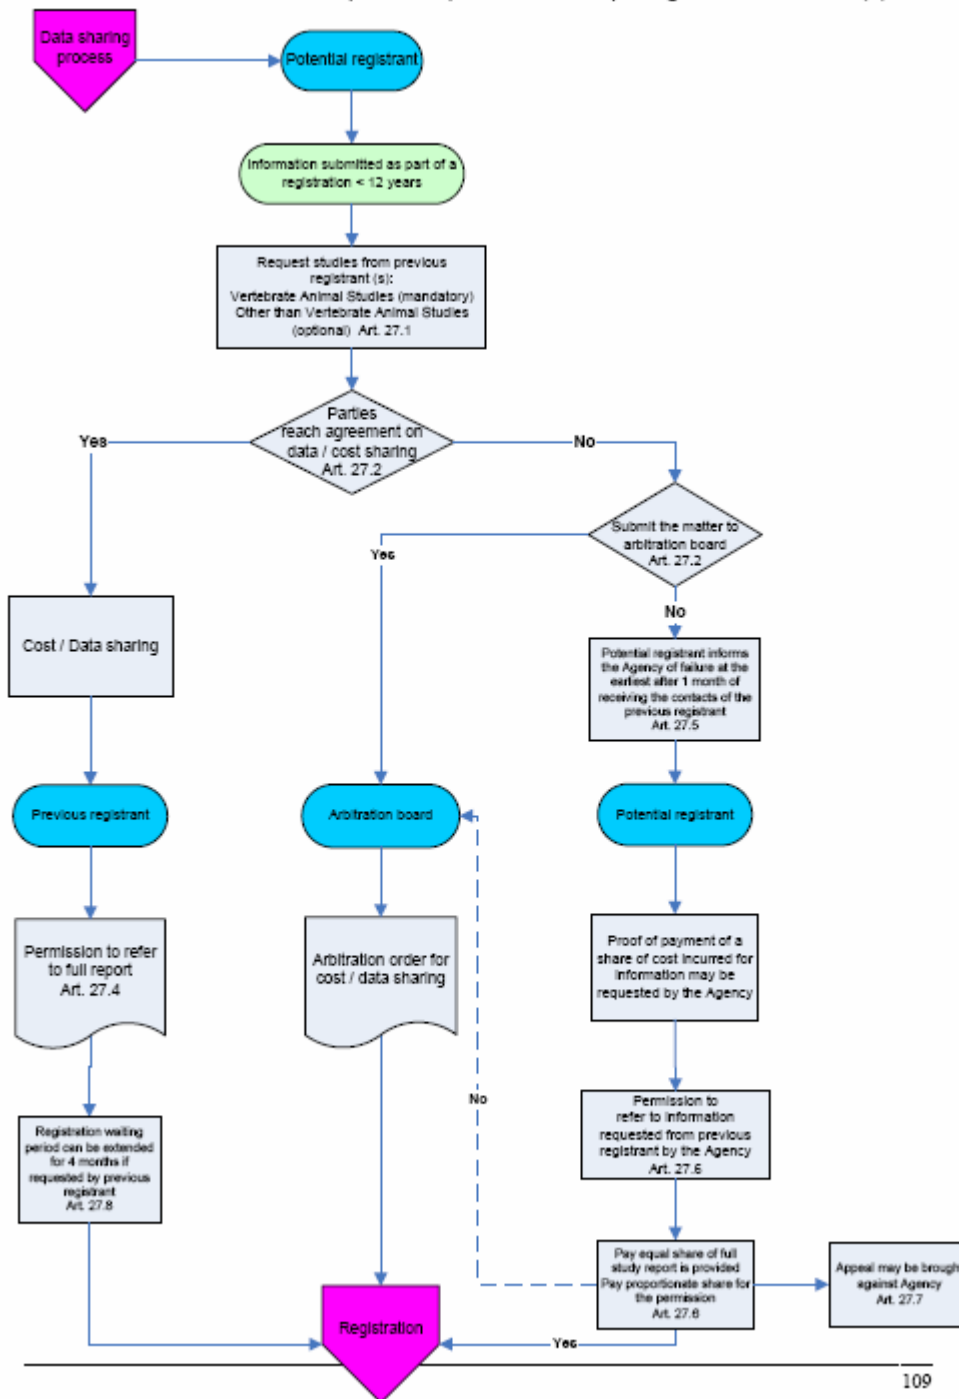 Data sharing
process
Potential registrant
Information submitted as part of a
registration < 12 years
Request studies from previous
registrant (s):
Vertebrate Animal Studies (mandatory)
Other than Vertebrate Animal Studies
(optional) Art. 27.1
Parties
reach agreement on
data / cost sharing
Art. 27.2
Yes
No
Submit the matter to
arbitration board
Art. 27.2
Yes
No
Cost / Data sharing
Potential registrant informs
the Agency of failure at the
earliest after 1 month of
receiving the contacts of the
previous registrant
Art. 27.5
Previous registrant
Arbitration board
Potential registrant
Permission to refer
to full report
Art. 27.4
Arbitration order for
cost / data sharing
Proof of payment of a
share of cost incurred for
information may be
requested by the Agency
No
Permission to
refer to information
requested from previous
registrant by the Agency
Art. 27.6
Registration waiting
period can be extended
for 4 months if
requested by previous
registrant
Art. 27.8
Pay equal share of full
study report is provided
Pay proportionate share for
the permission
Art. 27.6
Appeal may be brough
against Agency
Art. 27.7
Registration
Yes
109